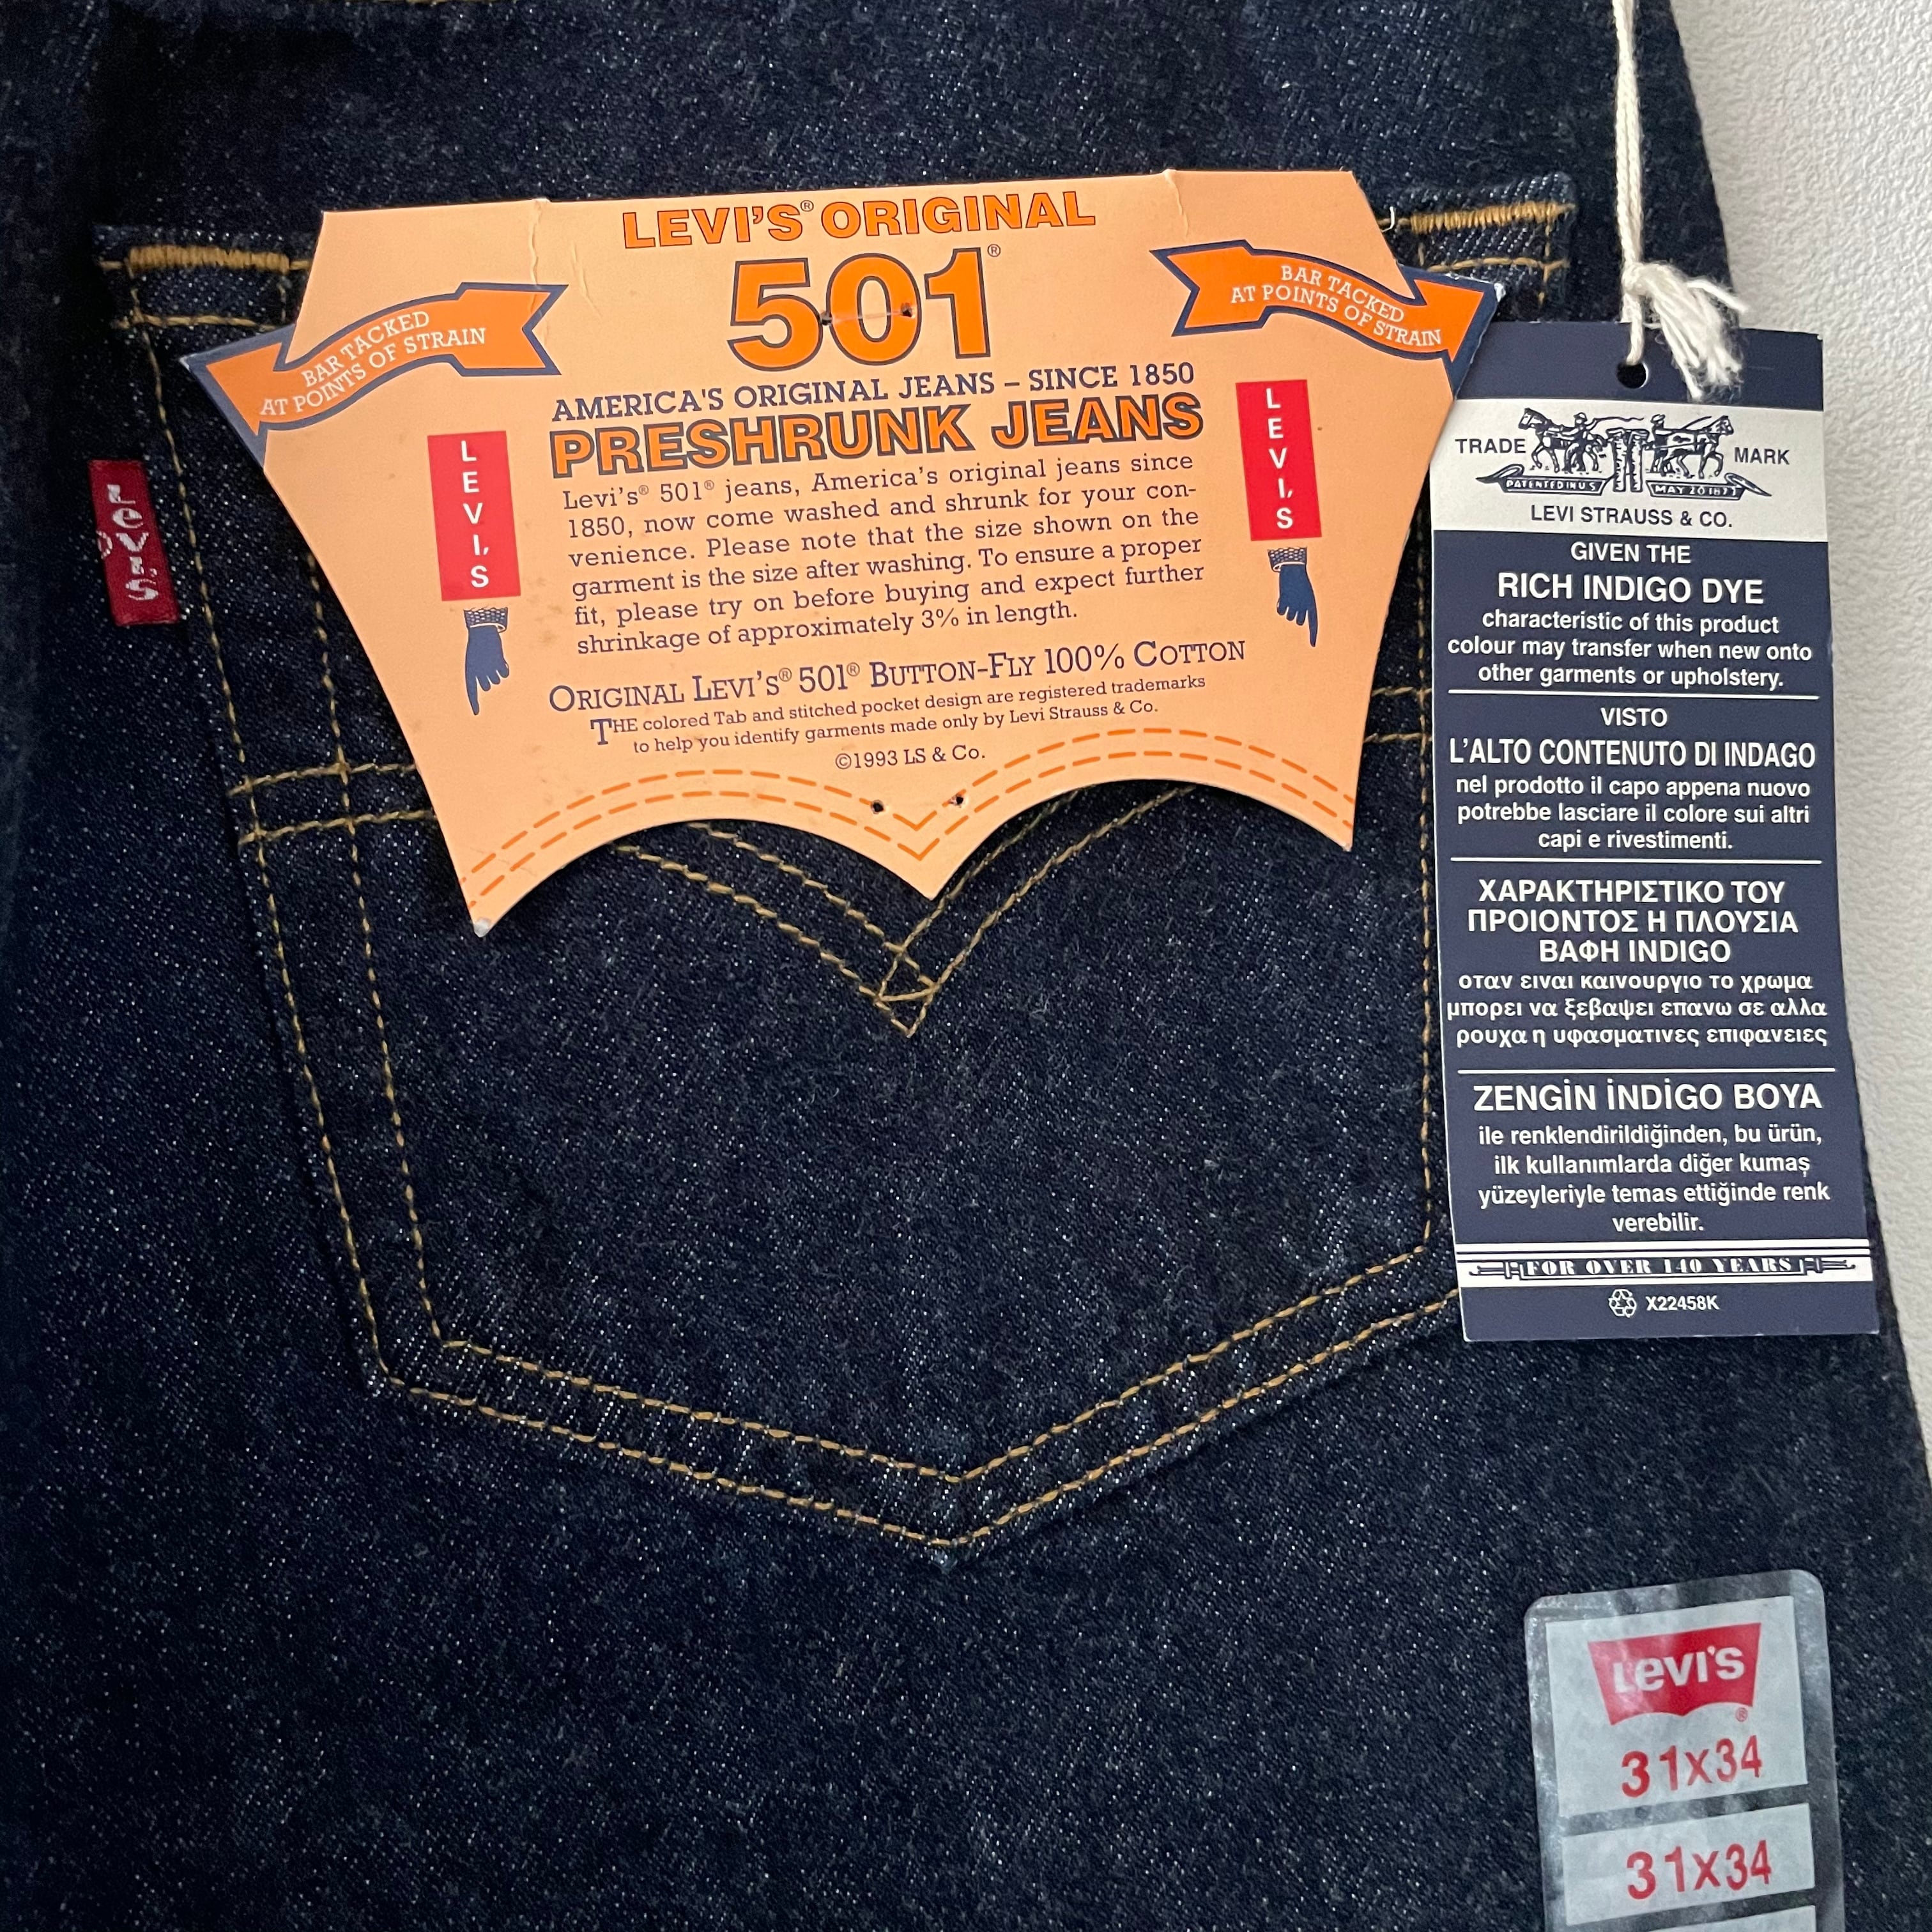 LEVI'S® ORIGINAL
501®
BAR TACKED
AT POINTS OF STRAIN
BAR TACKED
AT POINTS OF STRAIN
AMERICA'S ORIGINAL JEANS – SINCE 1850
PRESHRUNK JEANS
LEVI'S
LEVI'S
Levi's® 501® jeans, America's original jeans since
1850, now come washed and shrunk for your con-
venience. Please note that the size shown on the
garment is the size after washing. To ensure a proper
fit, please try on before buying and expect further
shrinkage of approximately 3% in length.
ORIGINAL LEVI'S® 501® BUTTON-FLY 100% COTTON
THE colored Tab and stitched pocket design are registered trademarks
to help you identify garments made only by Levi Strauss & Co.
©1993 LS & Co.
LeVI'S
TRADE MARK
PATENTED IN U.S. MAY 20 1873
LEVI STRAUSS & CO.
GIVEN THE
RICH INDIGO DYE
characteristic of this product
colour may transfer when new onto
other garments or upholstery.
VISTO
L'ALTO CONTENUTO DI INDAGO
nel prodotto il capo appena nuovo
potrebbe lasciare il colore sui altri
capi e rivestimenti.
ΧΑΡΑΚΤΗΡΙΣΤΙΚΟ ΤΟΥ
ΠΡΟΙΟΝΤΟΣ Η ΠΛΟΥΣΙΑ
ΒΑΦΗ INDIGO
οταν ειναι καινουργιο το χρωμα
μπορει να ξεβαψει επανω σε αλλα
ρουχα η υφασματινες επιφανειες
ZENGİN İNDİGO BOYA
ile renklendirildiğinden, bu ürün,
ilk kullanımlarda diğer kumaş
yüzeyleriyle temas ettiğinde renk
verebilir.
FOR OVER 140 YEARS
X22458K
LEVI'S
®
31x34
31x34